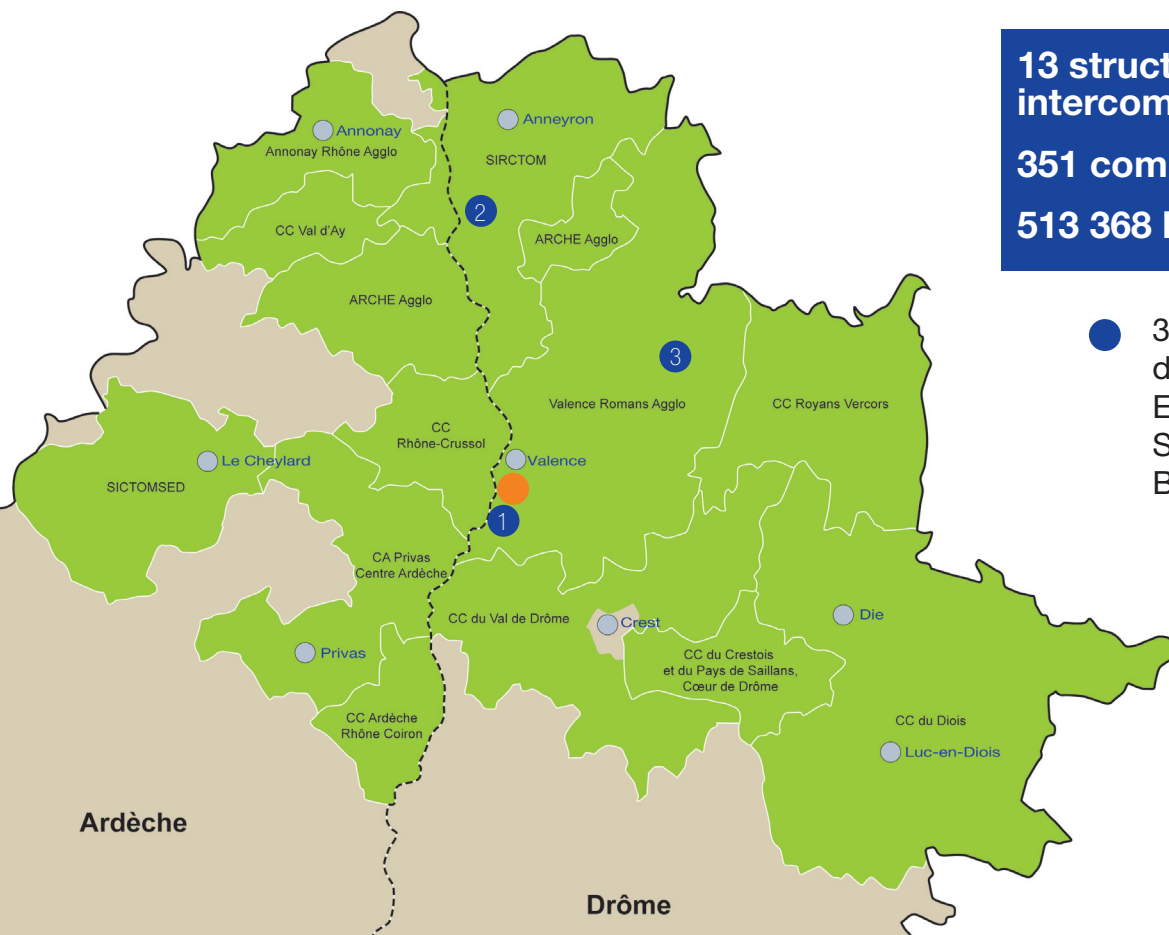 13 struct
intercom
351 com
513 368
3
d
E
S
B
Annonay
Annonay Rhône Agglo
Anneyron
SIRCTOM
2
CC Val d'Ay
ARCHE Agglo
ARCHE Agglo
3
Valence Romans Agglo
CC Royans Vercors
CC
Rhône-Crussol
Le Cheylard
SICTOMSED
Valence
1
CA Privas
Centre Ardèche
CC du Val de Drôme
Crest
Die
Privas
CC du Crestois
et du Pays de Saillans,
Cœur de Drôme
CC Ardèche
Rhône Coiron
CC du Diois
Luc-en-Diois
Ardèche
Drôme